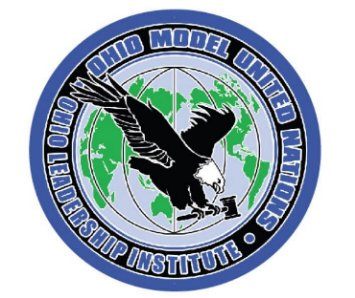 OHIO MODEL UNITED NATIONS
OHIO LEADERSHIP INSTITUTE